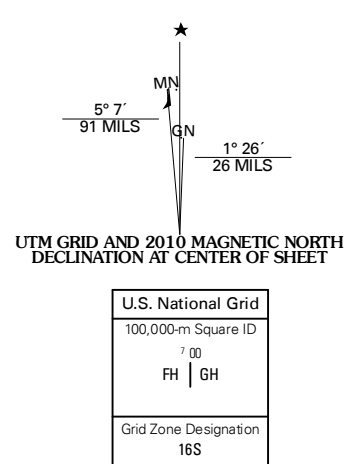 MN
5° 7´
91 MILS
GN
1° 26´
26 MILS
UTM GRID AND 2010 MAGNETIC NORTH
DECLINATION AT CENTER OF SHEET
U.S. National Grid
100,000-m Square ID
7 00
FH GH
Grid Zone Designation
16S